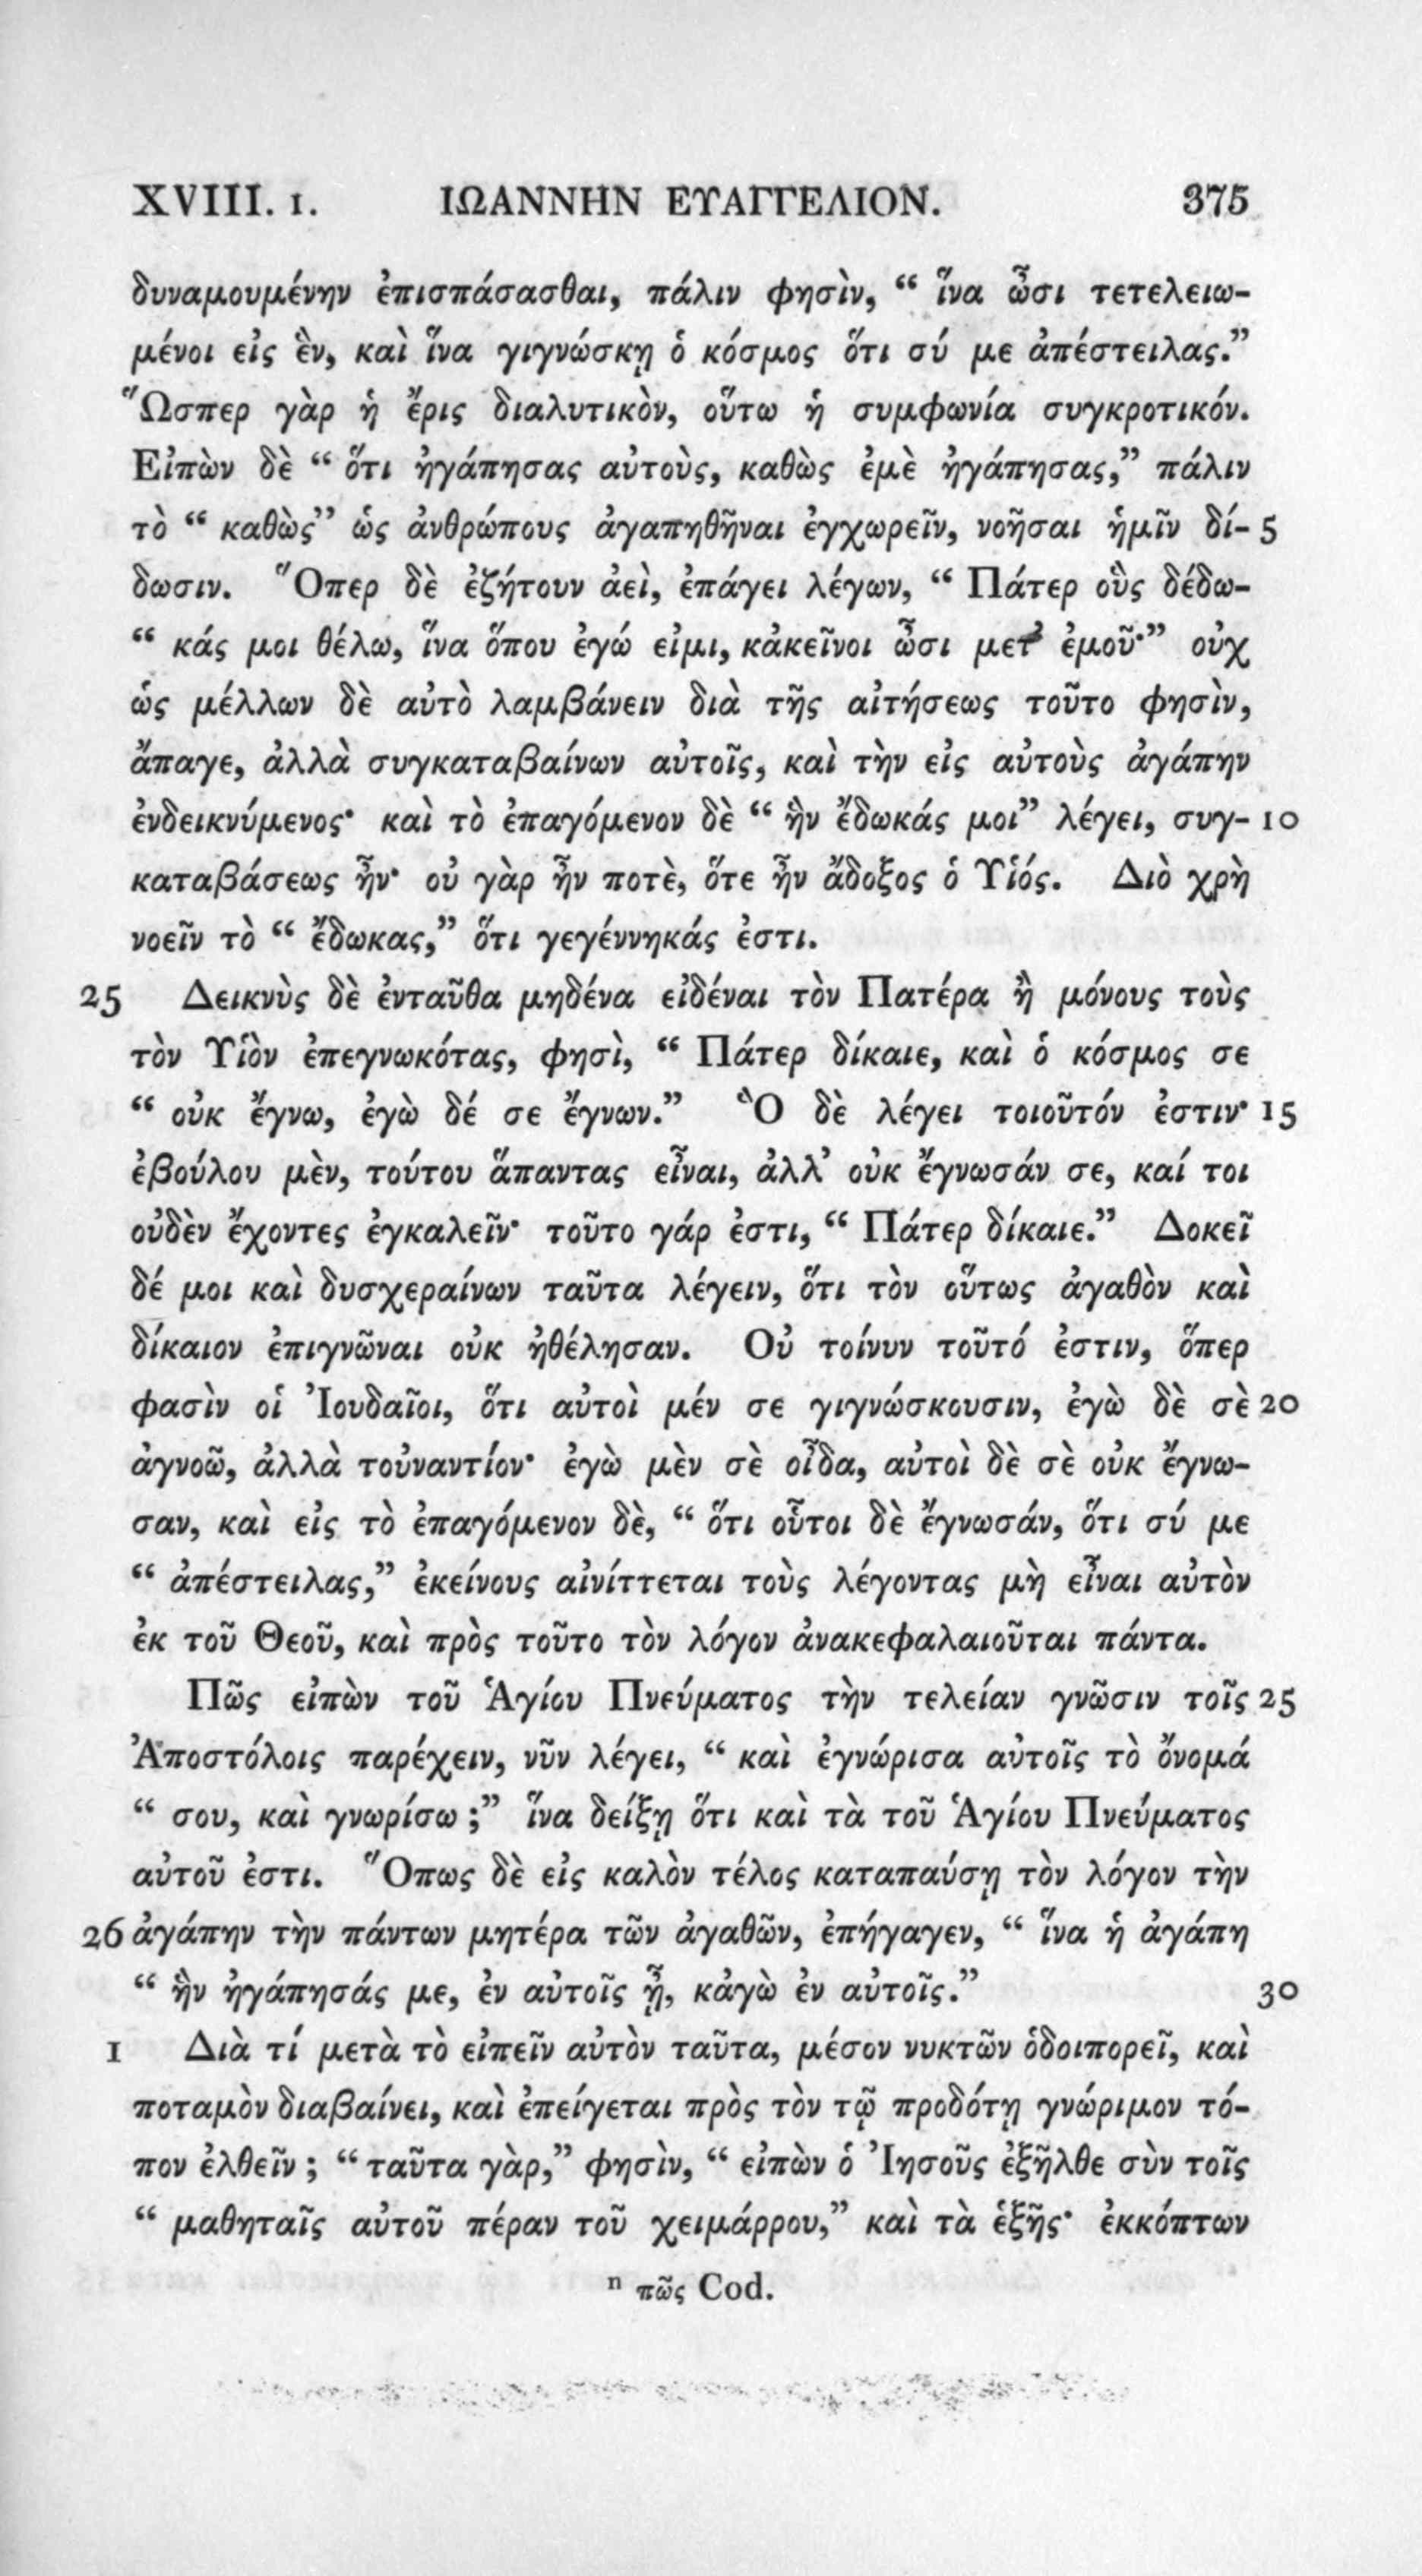 XVIII. 1. ΙΩΑΝΝΗΝ ΕΥΑΓΓΕΛΙΟΝ. 375
δυναμουμένην ἐπισπάσασθαι, πάλιν φησὶν, “ ἵνα ὦσι τετελειω-
μένοι εἰς ἓν, καὶ ἵνα γιγνώσκῃ ὁ κόσμος ὅτι σύ με ἀπέστειλας.”
Ὥσπερ γὰρ ἡ ἔρις διαλυτικὸν, οὕτω ἡ συμφωνία συγκροτικόν.
Εἰπὼν δὲ “ ὅτι ἠγάπησας αὐτοὺς, καθὼς ἐμὲ ἠγάπησας,” πάλιν
τὸ “ καθὼς” ὡς ἀνθρώπους ἀγαπηθῆναι ἐγχωρεῖν, νοῆσαι ἡμῖν δί- 5
δωσιν. Ὅπερ δὲ ἐζήτουν ἀεὶ, ἐπάγει λέγων, “ Πάτερ οὓς δέδω-
“ κάς μοι θέλω, ἵνα ὅπου ἐγώ εἰμι, κἀκεῖνοι ὦσι μετ’ ἐμοῦ·” οὐχ
ὡς μέλλων δὲ αὐτὸ λαμβάνειν διὰ τῆς αἰτήσεως τοῦτο φησὶν,
ἄπαγε, ἀλλὰ συγκαταβαίνων αὐτοῖς, καὶ τὴν εἰς αὐτοὺς ἀγάπην
ἐνδεικνύμενος· καὶ τὸ ἐπαγόμενον δὲ “ ἣν ἔδωκάς μοι” λέγει, συγ- 10
καταβάσεως ἦν· οὐ γὰρ ἦν ποτὲ, ὅτε ἦν ἄδοξος ὁ Υἱός. Διὸ χρὴ
νοεῖν τὸ “ ἔδωκας,” ὅτι γεγέννηκάς ἐστι.
25 Δεικνὺς δὲ ἐνταῦθα μηδένα εἰδέναι τὸν Πατέρα ἢ μόνους τοὺς
τὸν Υἱὸν ἐπεγνωκότας, φησὶ, “ Πάτερ δίκαιε, καὶ ὁ κόσμος σε
“ οὐκ ἔγνω, ἐγὼ δέ σε ἔγνων.” Ὃ δὲ λέγει τοιοῦτόν ἐστιν· 15
ἐβούλου μὲν, τούτου ἅπαντας εἶναι, ἀλλ’ οὐκ ἔγνωσάν σε, καί τοι
οὐδὲν ἔχοντες ἐγκαλεῖν· τοῦτο γάρ ἐστι, “ Πάτερ δίκαιε.” Δοκεῖ
δέ μοι καὶ δυσχεραίνων ταῦτα λέγειν, ὅτι τὸν οὕτως ἀγαθὸν καὶ
δίκαιον ἐπιγνῶναι οὐκ ἠθέλησαν. Οὐ τοίνυν τοῦτό ἐστιν, ὅπερ
φασὶν οἱ Ἰουδαῖοι, ὅτι αὐτοὶ μέν σε γιγνώσκουσιν, ἐγὼ δὲ σὲ 20
ἀγνοῶ, ἀλλὰ τοὐναντίον· ἐγὼ μὲν σὲ οἶδα, αὐτοὶ δὲ σὲ οὐκ ἔγνω-
σαν, καὶ εἰς τὸ ἐπαγόμενον δὲ, “ ὅτι οὗτοι δὲ ἔγνωσάν, ὅτι σύ με
“ ἀπέστειλας,” ἐκείνους αἰνίττεται τοὺς λέγοντας μὴ εἶναι αὐτὸν
ἐκ τοῦ Θεοῦ, καὶ πρὸς τοῦτο τὸν λόγον ἀνακεφαλαιοῦται πάντα.
Πῶς εἰπὼν τοῦ Ἁγίου Πνεύματος τὴν τελείαν γνῶσιν τοῖς 25
Ἀποστόλοις παρέχειν, νῦν λέγει, “ καὶ ἐγνώρισα αὐτοῖς τὸ ὄνομά
“ σου, καὶ γνωρίσω ;” ἵνα δείξῃ ὅτι καὶ τὰ τοῦ Ἁγίου Πνεύματος
αὐτοῦ ἐστι. Ὅπως δὲ εἰς καλὸν τέλος καταπαύσῃ τὸν λόγον τὴν
26 ἀγάπην τὴν πάντων μητέρα τῶν ἀγαθῶν, ἐπήγαγεν, “ ἵνα ἡ ἀγάπη
“ ἣν ἠγάπησάς με, ἐν αὐτοῖς ᾖ, κἀγὼ ἐν αὐτοῖς.” 30
1 Διὰ τί μετὰ τὸ εἰπεῖν αὐτὸν ταῦτα, μέσον νυκτῶν ὁδοιπορεῖ, καὶ
ποταμὸν διαβαίνει, καὶ ἐπείγεται πρὸς τὸν τῷ προδότῃ γνώριμον τό-
πον ἐλθεῖν ; “ ταῦτα γὰρ,” φησὶν, “ εἰπὼν ὁ Ἰησοῦς ἐξῆλθε σὺν τοῖς
“ μαθηταῖς αὐτοῦ πέραν τοῦ χειμάρρου,” καὶ τὰ ἑξῆς· ἐκκόπτων
ⁿ πῶς Cod.